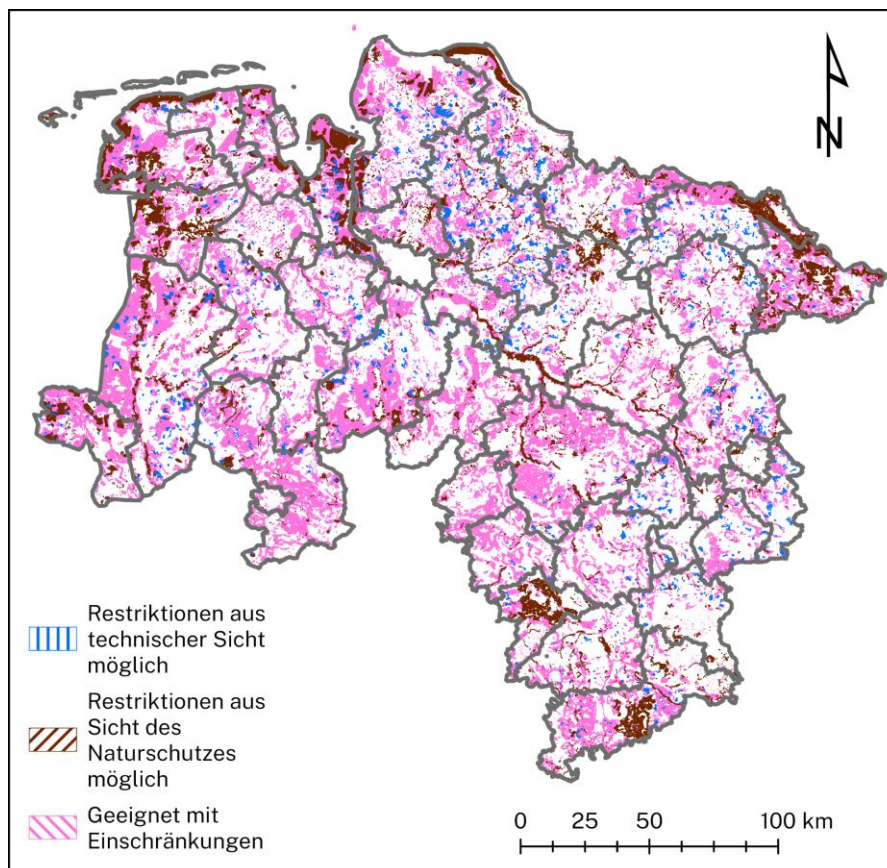 N
Restriktionen aus
technischer Sicht
möglich
Restriktionen aus
Sicht des
Naturschutzes
möglich
Geeignet mit
Einschränkungen
0 25 50 100 km